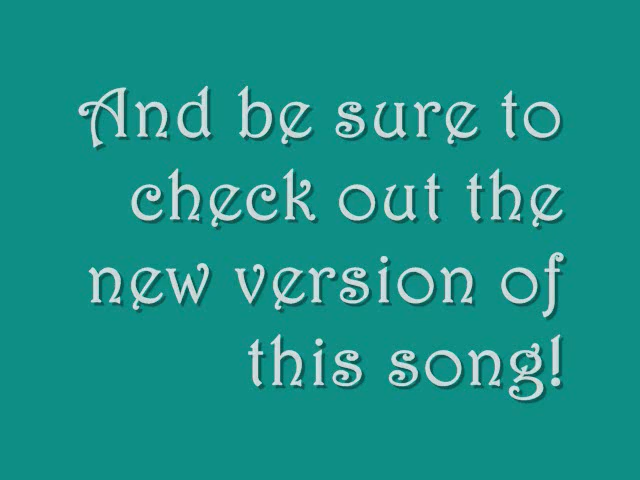 And be sure to
check out the
new version of
this song!